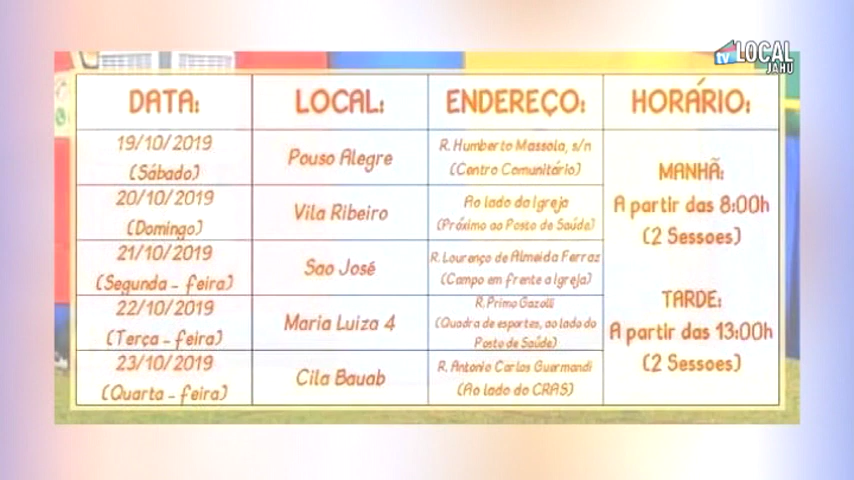 tv LOCAL
JAHU
DATA: LOCAL: ENDEREÇO: HORÁRIO:
19/10/2019
(Sábado)
Pouso Alegre
R. Humberto Massola, s/n
(Centro Comunitário)
20/10/2019
(Domingo)
Vila Ribeiro
Ao lado da Igreja
(Próximo ao Posto de Saúde)
21/10/2019
(Segunda - feira)
Sao José
R. Lourenço de Almeida Ferraz
(Campo em frente a Igreja)
22/10/2019
(Terça - feira)
Maria Luiza 4
R. Primo Gazolli
(Quadra de esportes, ao lado do
Posto de Saúde)
23/10/2019
(Quarta - feira)
Cila Bauab
R. Antonio Carlos Guermandi
(Ao lado do CRAS)
MANHÃ:
A partir das 8:00h
(2 Sessoes)
TARDE:
A partir das 13:00h
(2 Sessoes)